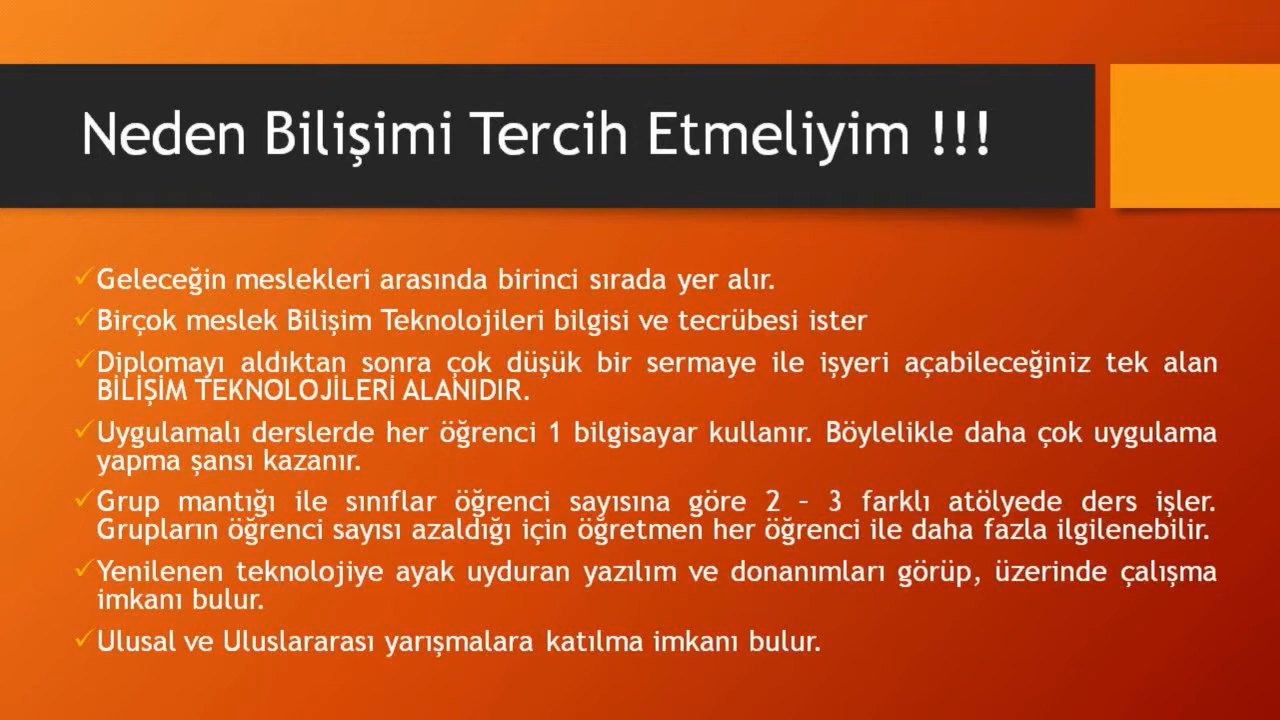 Neden Bilişimi Tercih Etmeliyim !!!
✓Geleceğin meslekleri arasında birinci sırada yer alır.
✓Birçok meslek Bilişim Teknolojileri bilgisi ve tecrübesi ister
✓Diplomayı aldıktan sonra çok düşük bir sermaye ile işyeri açabileceğiniz tek alan
BİLİŞİM TEKNOLOJİLERİ ALANIDIR.
✓Uygulamalı derslerde her öğrenci 1 bilgisayar kullanır. Böylelikle daha çok uygulama
yapma şansı kazanır.
✓Grup mantığı ile sınıflar öğrenci sayısına göre 2 – 3 farklı atölyede ders işler.
Grupların öğrenci sayısı azaldığı için öğretmen her öğrenci ile daha fazla ilgilenebilir.
✓Yenilenen teknolojiye ayak uyduran yazılım ve donanımları görüp, üzerinde çalışma
imkanı bulur.
✓Ulusal ve Uluslararası yarışmalara katılma imkanı bulur.